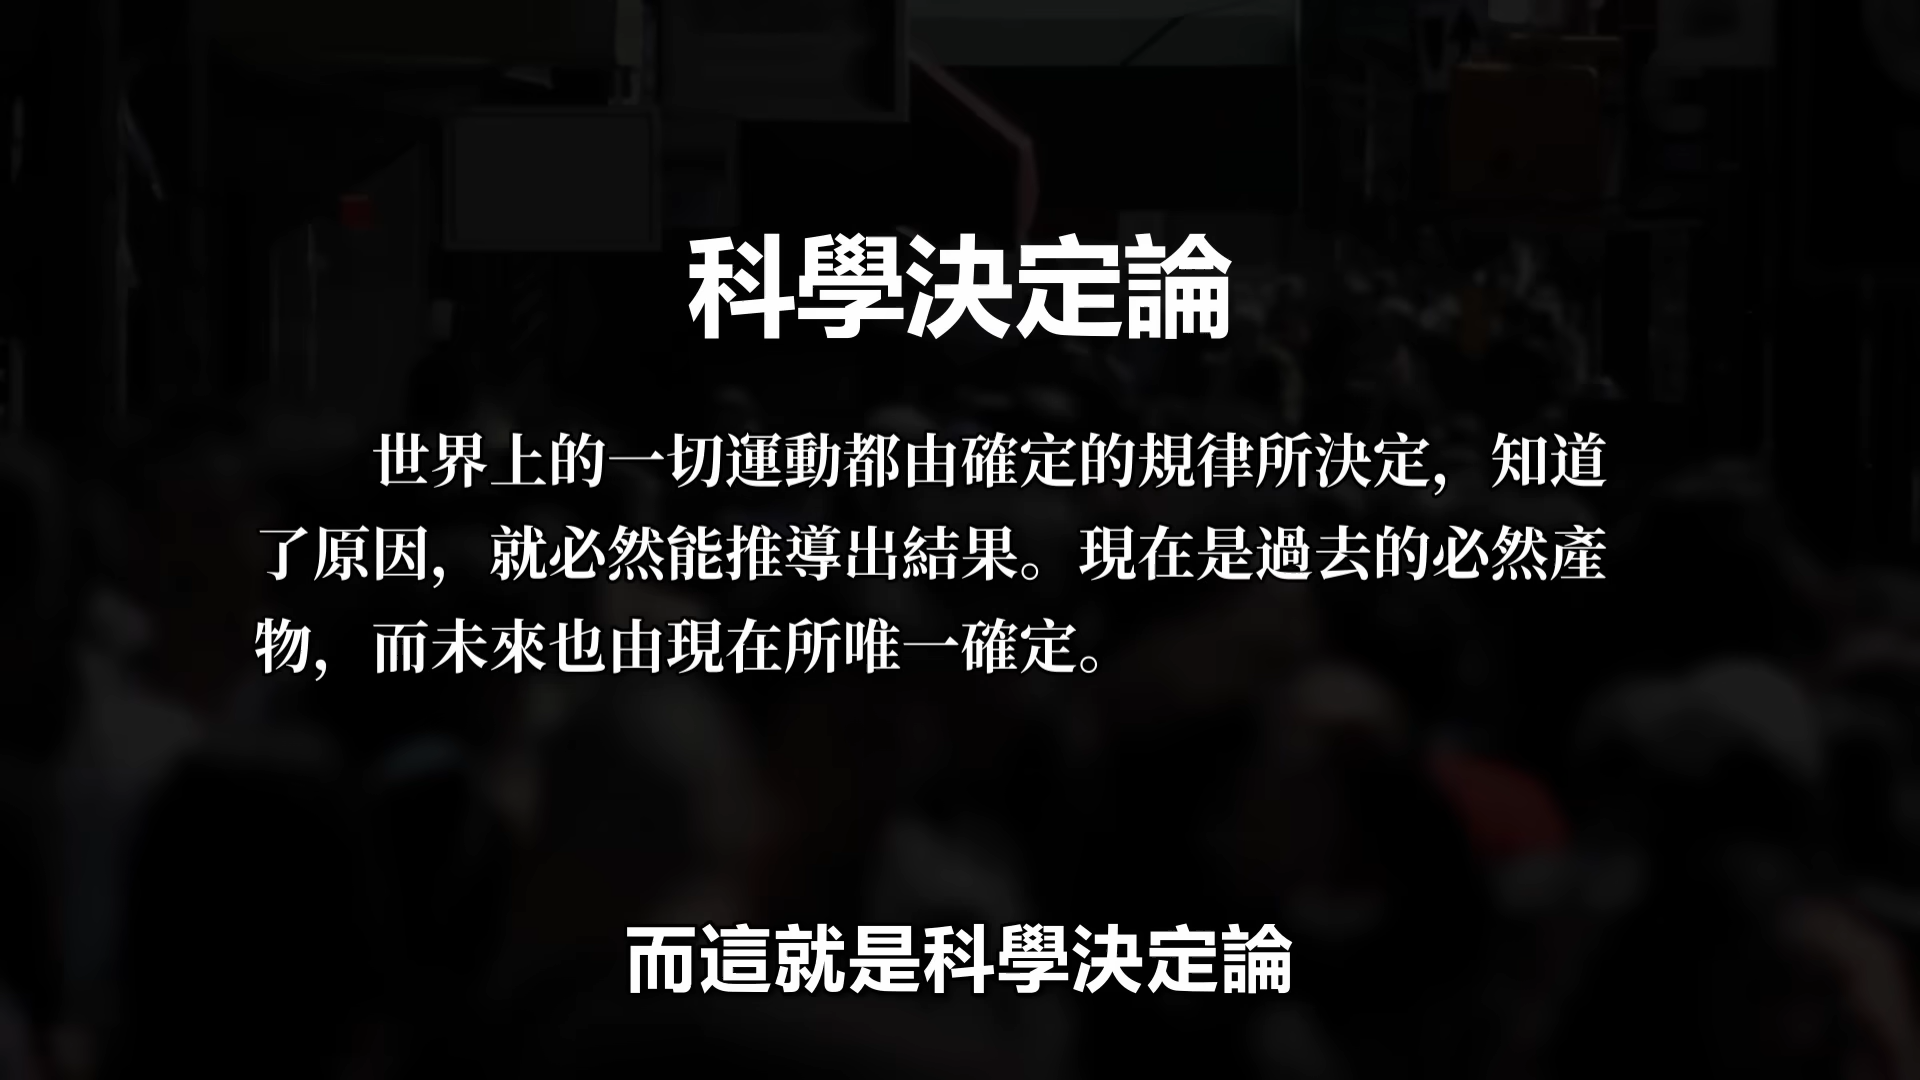 科學決定論
世界上的一切運動都由確定的規律所決定，知道
了原因，就必然能推導出結果。現在是過去的必然產
物，而未來也由現在所唯一確定。
而這就是科學決定論